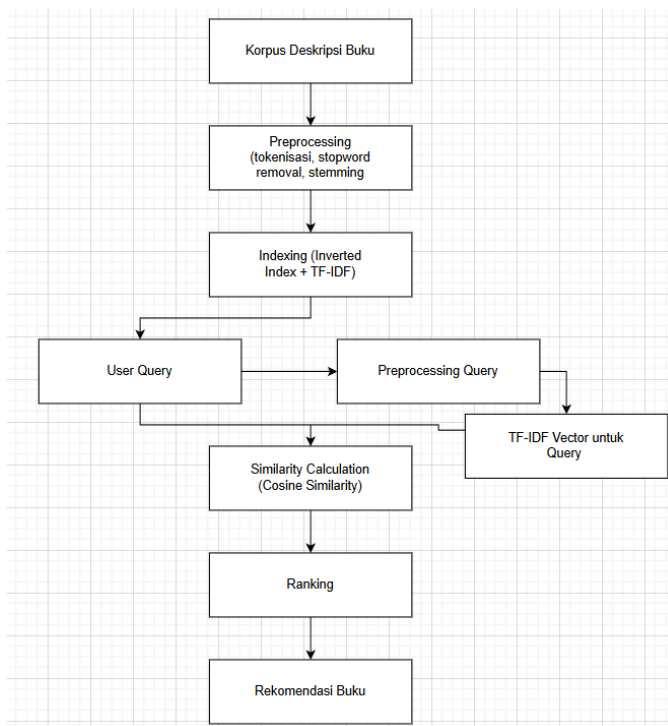 Korpus Deskripsi Buku
Preprocessing
(tokenisasi, stopword
removal, stemming
Indexing (Inverted
Index + TF-IDF)
User Query
Preprocessing Query
TF-IDF Vector untuk
Query
Similarity Calculation
(Cosine Similarity)
Ranking
Rekomendasi Buku